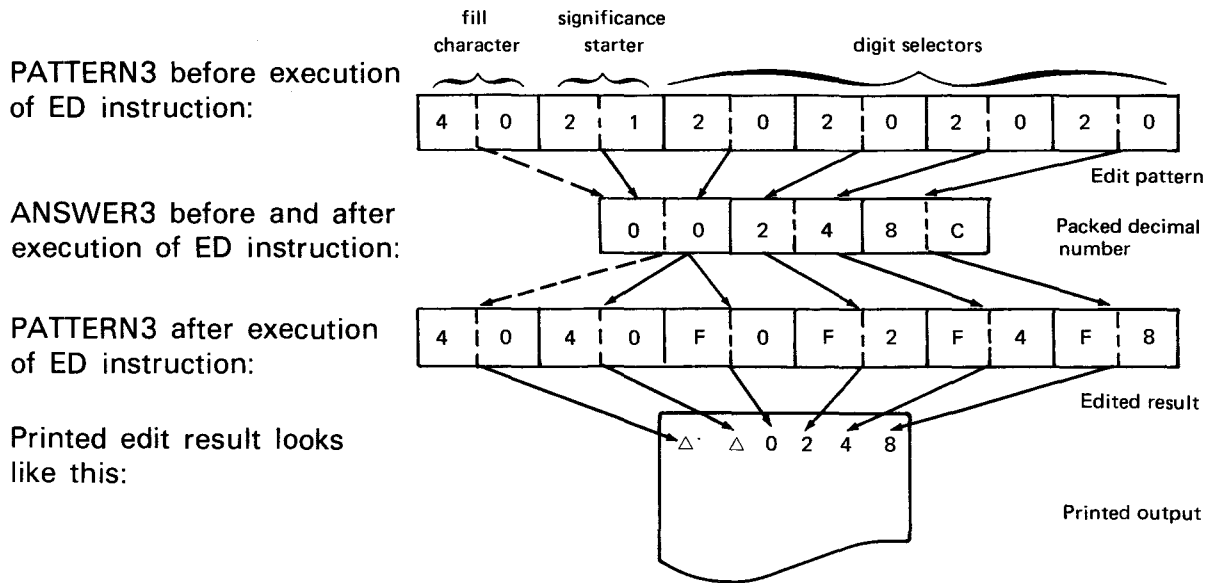 fill significance
character starter digit selectors
PATTERN3 before execution
of ED instruction:
4 0 2 1 2 0 2 0 2 0 2 0
Edit pattern
ANSWER3 before and after
execution of ED instruction:
0 0 2 4 8 C
Packed decimal
number
PATTERN3 after execution
of ED instruction:
4 0 4 0 F 0 F 2 F 4 F 8
Edited result
Printed edit result looks
like this:
△ △ 0 2 4 8
Printed output